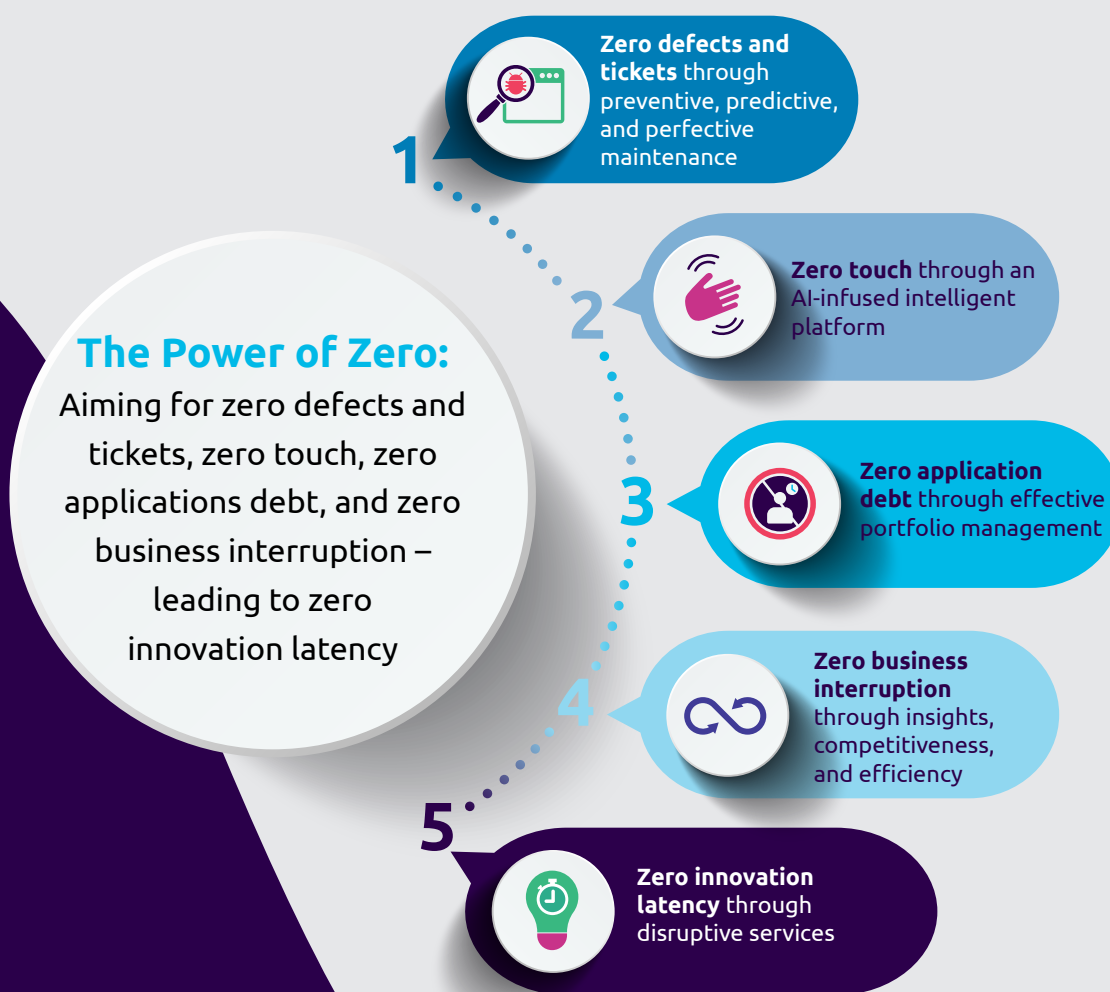 The Power of Zero:
Aiming for zero defects and
tickets, zero touch, zero
applications debt, and zero
business interruption –
leading to zero
innovation latency
1
Zero defects and
tickets through
preventive, predictive,
and perfective
maintenance
2
Zero touch through an
AI-infused intelligent
platform
3
Zero application
debt through effective
portfolio management
4
Zero business
interruption
through insights,
competitiveness,
and efficiency
5
Zero innovation
latency through
disruptive services